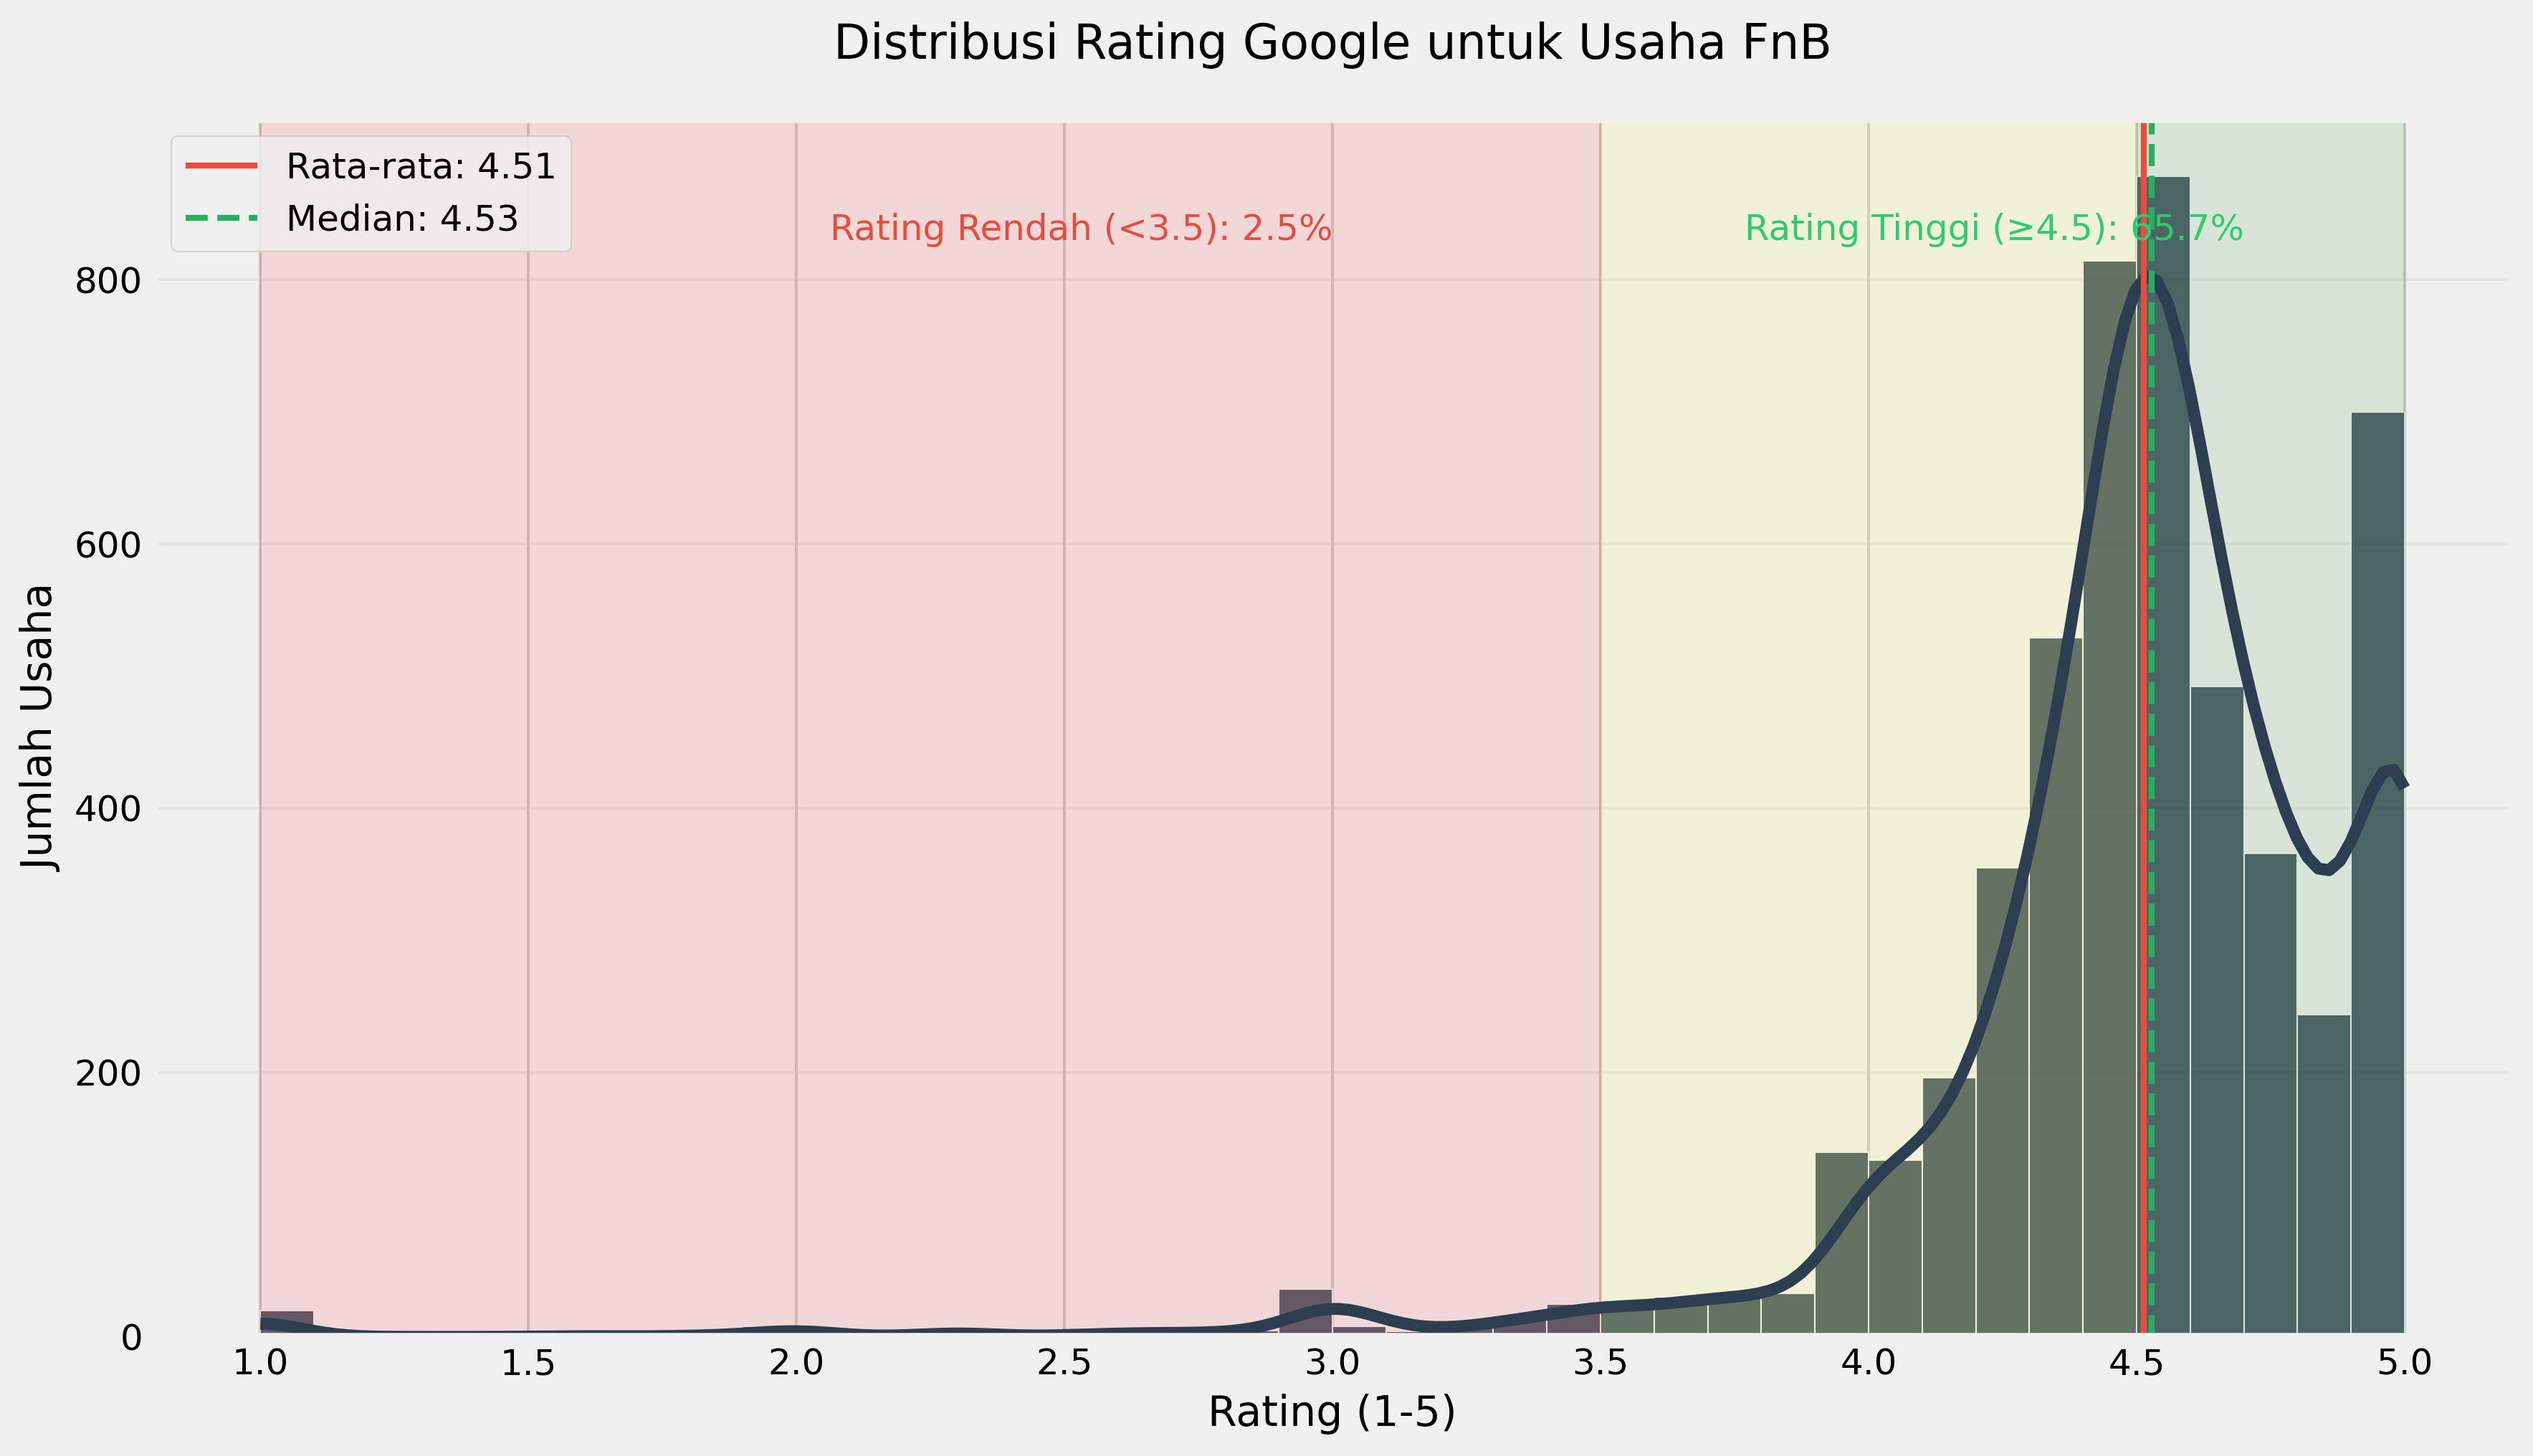 Distribusi Rating Google untuk Usaha FnB
Rata-rata: 4.51
Median: 4.53
Rating Rendah (<3.5): 2.5%
Rating Tinggi (≥4.5): 65.7%
Jumlah Usaha
800
600
400
200
0
1.0 1.5 2.0 2.5 3.0 3.5 4.0 4.5 5.0
Rating (1-5)